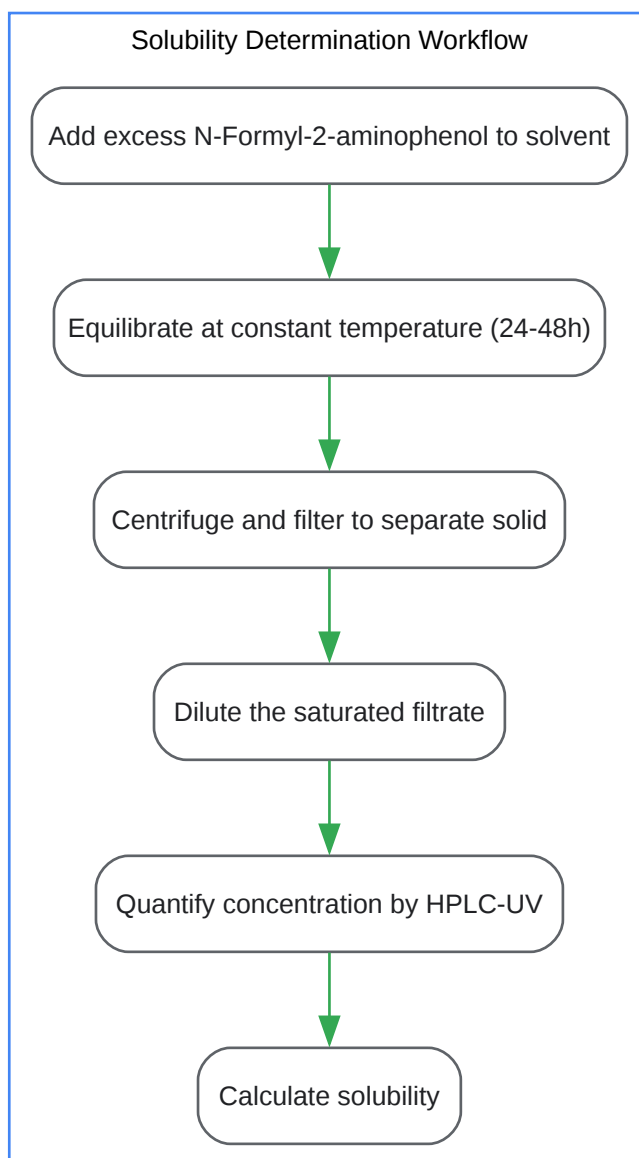 Solubility Determination Workflow
Add excess N-Formyl-2-aminophenol to solvent
Equilibrate at constant temperature (24-48h)
Centrifuge and filter to separate solid
Dilute the saturated filtrate
Quantify concentration by HPLC-UV
Calculate solubility